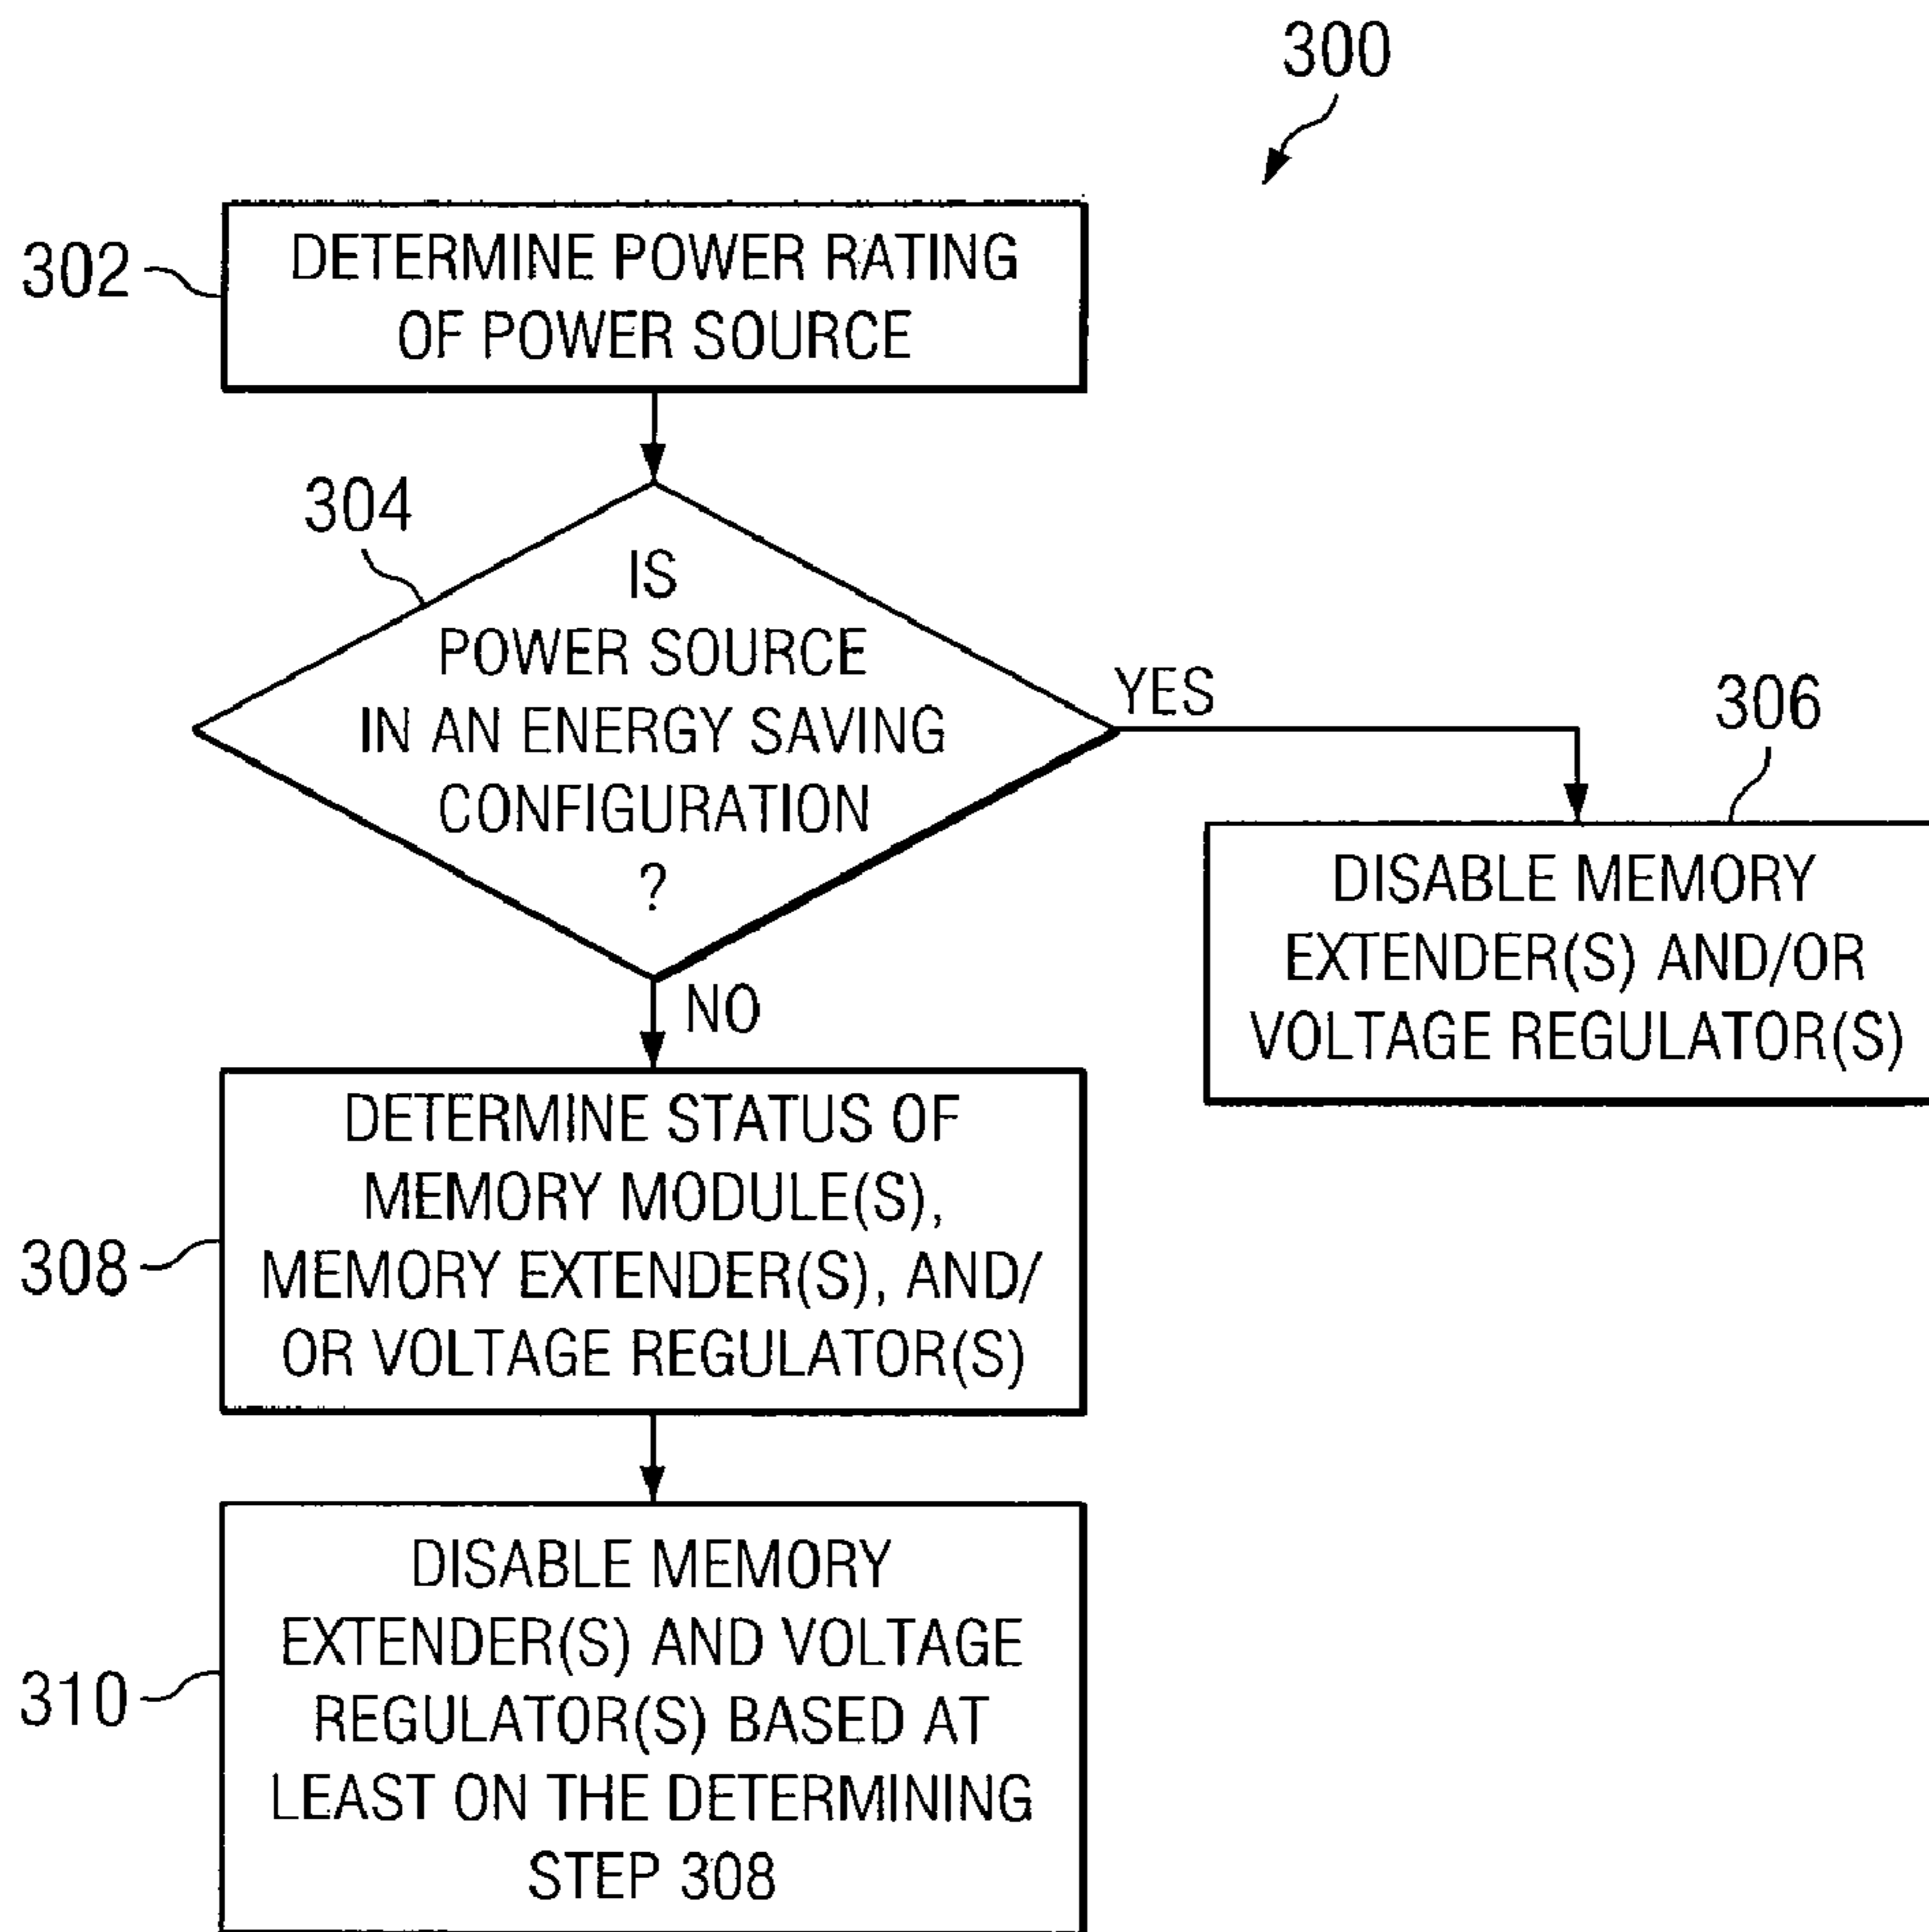 300
302
DETERMINE POWER RATING
OF POWER SOURCE
304
IS
POWER SOURCE
IN AN ENERGY SAVING
CONFIGURATION
?
YES
306
DISABLE MEMORY
EXTENDER(S) AND/OR
VOLTAGE REGULATOR(S)
NO
308
DETERMINE STATUS OF
MEMORY MODULE(S),
MEMORY EXTENDER(S), AND/
OR VOLTAGE REGULATOR(S)
310
DISABLE MEMORY
EXTENDER(S) AND VOLTAGE
REGULATOR(S) BASED AT
LEAST ON THE DETERMINING
STEP 308